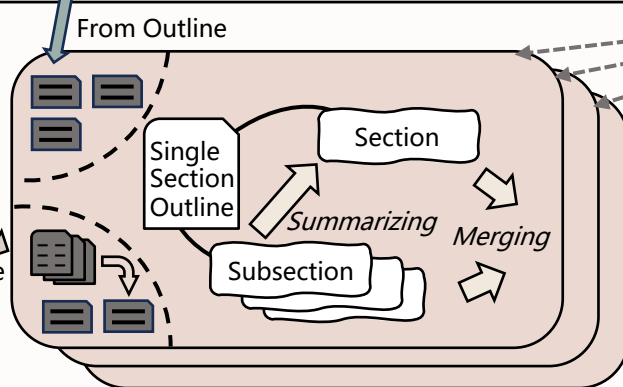 From Outline
Section
Single
Section
Outline
Summarizing
Merging
Subsection